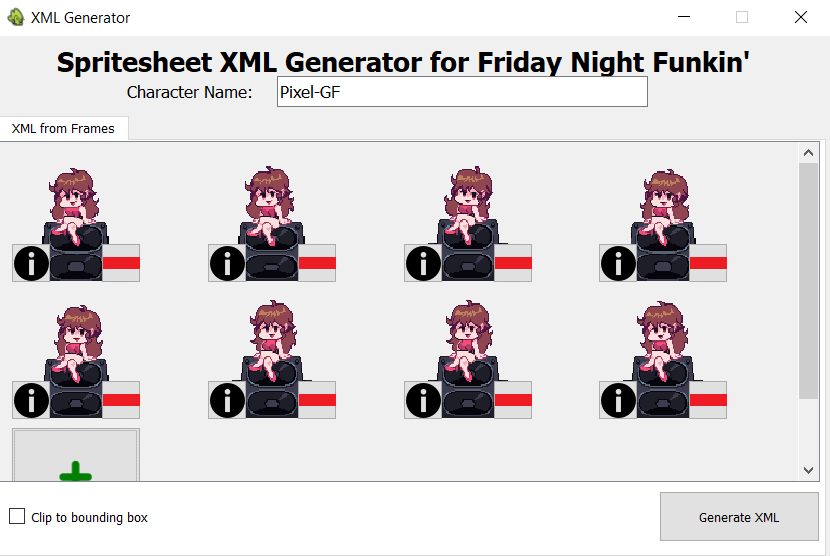 XML Generator
Spritesheet XML Generator for Friday Night Funkin'
Character Name: Pixel-GF
XML from Frames
i i i i
i i i i
Clip to bounding box
Generate XML